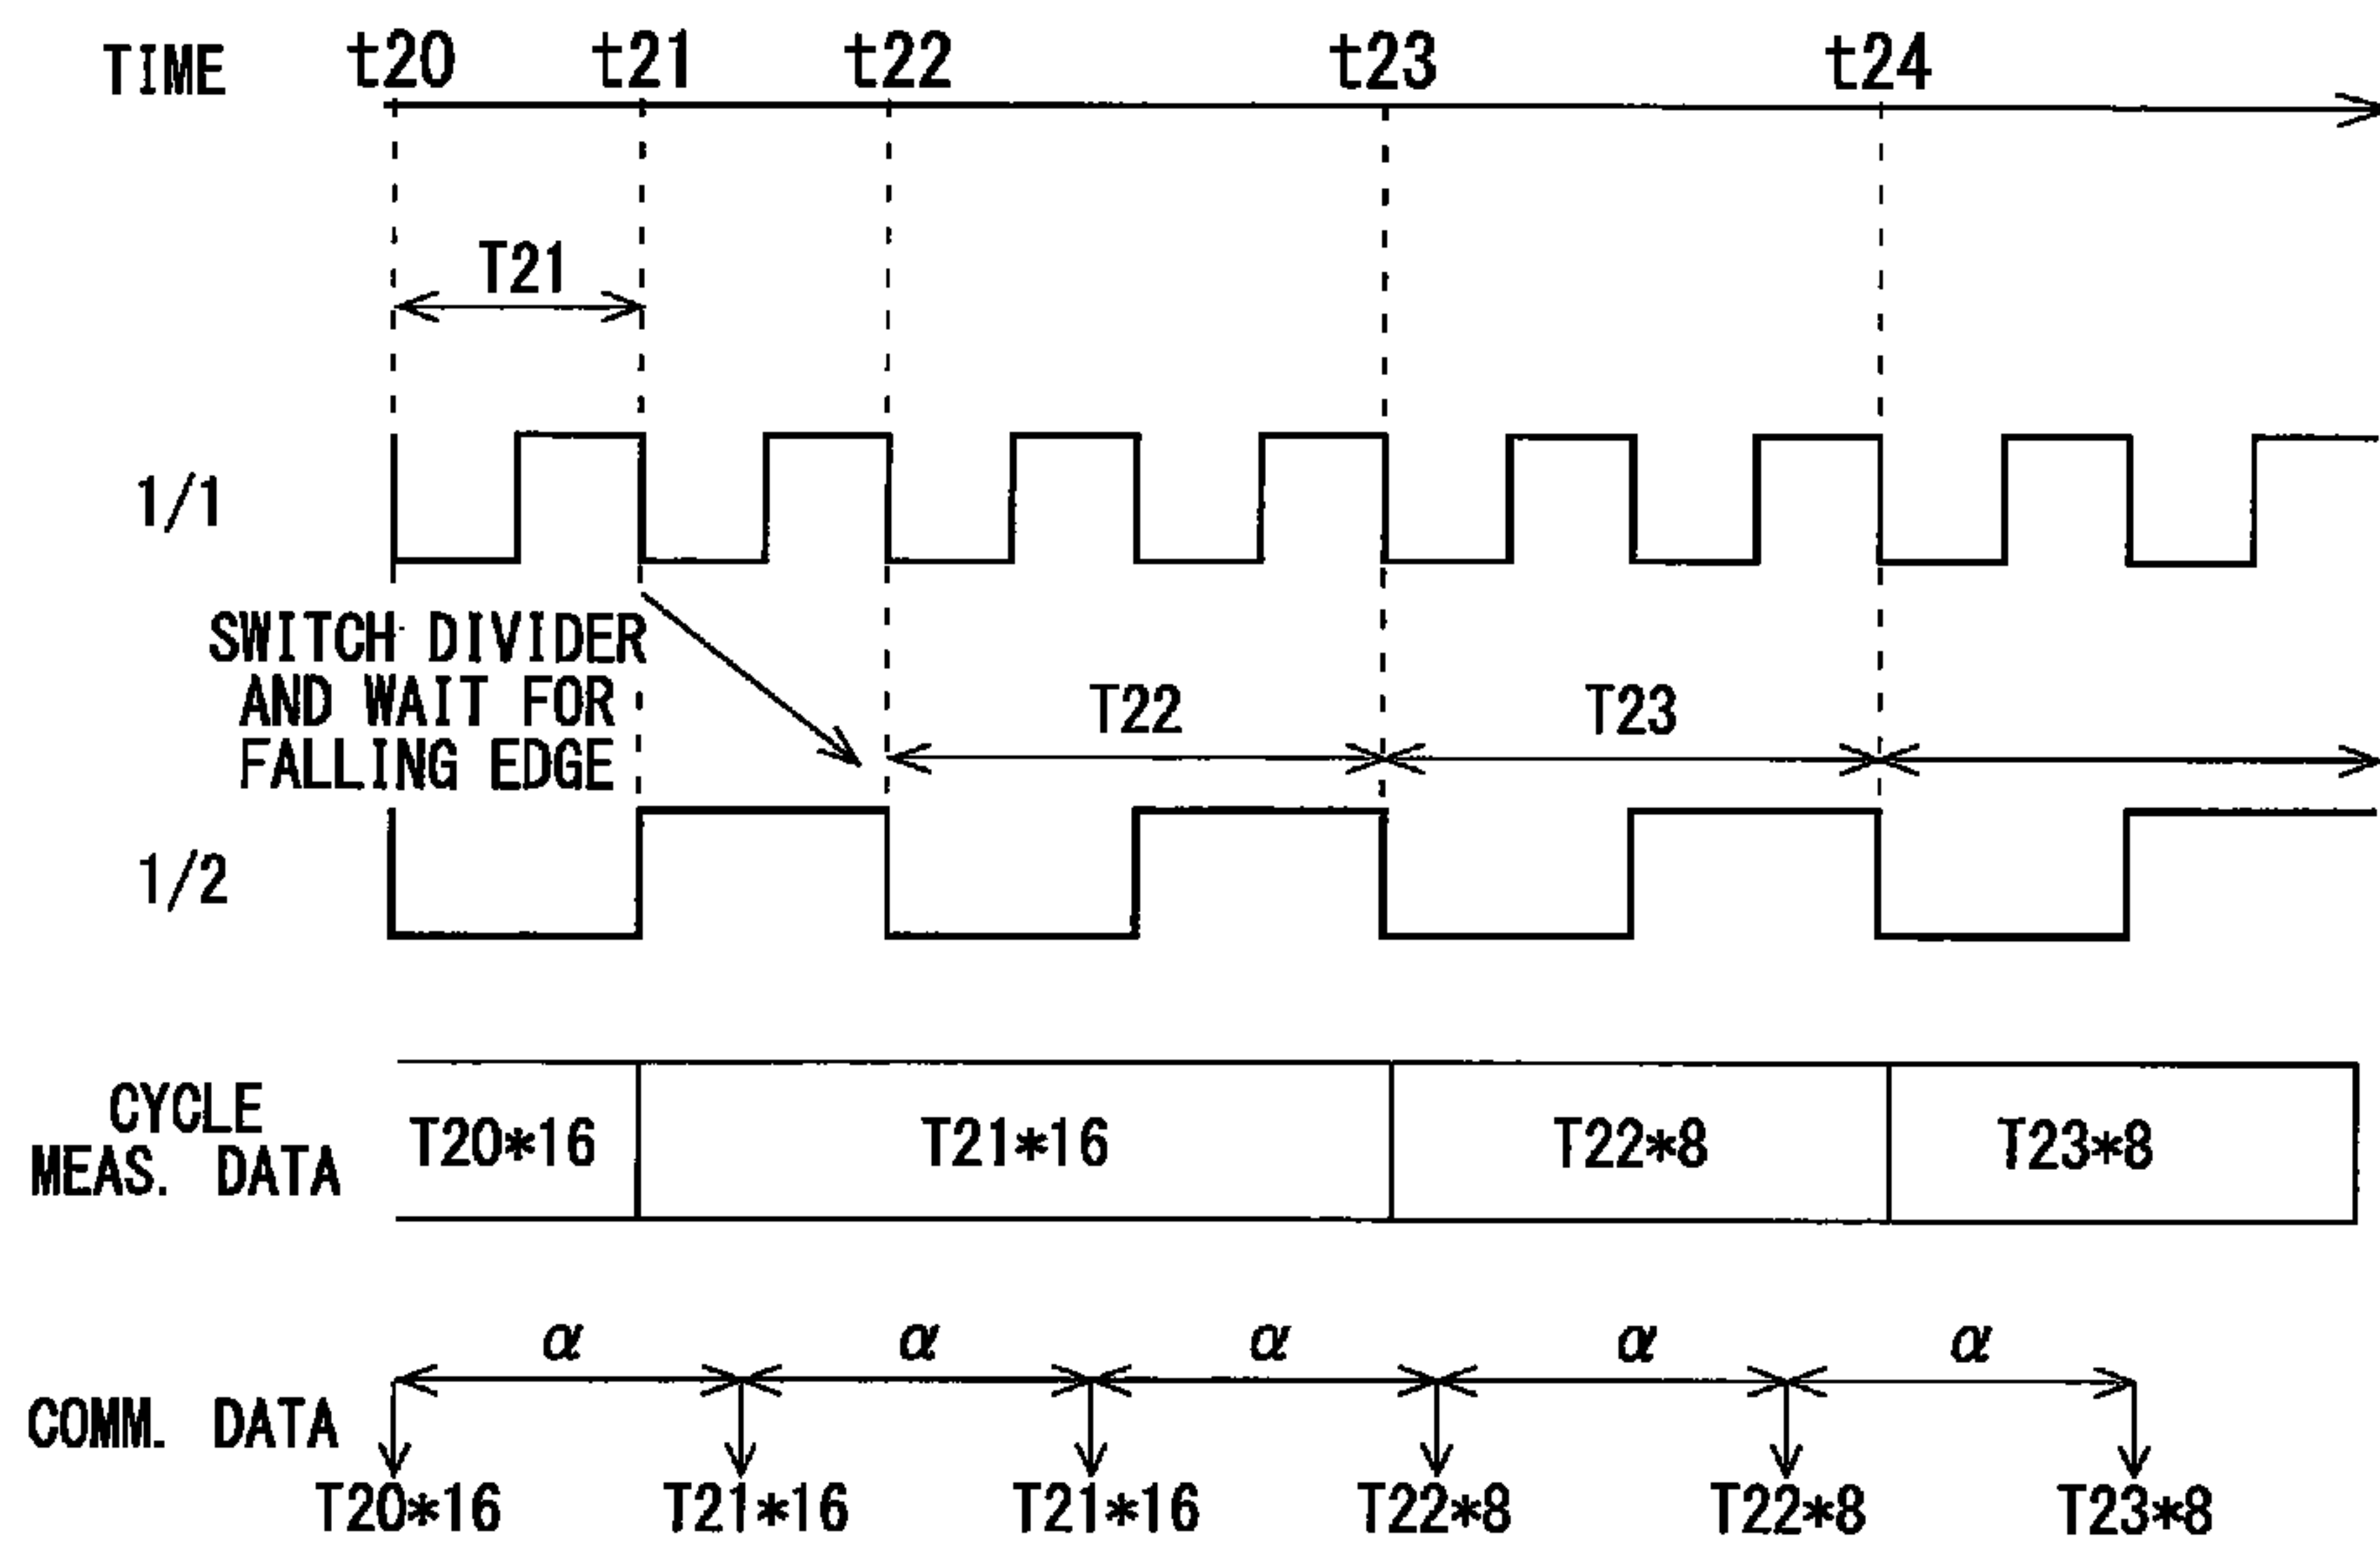 TIME t20 t21 t22 t23 t24
T21
1/1
SWITCH DIVIDER
AND WAIT FOR
FALLING EDGE
T22 T23
1/2
CYCLE
MEAS. DATA
T20*16 T21*16 T22*8 T23*8
α α α α α
COMM. DATA
T20*16 T21*16 T21*16 T22*8 T22*8 T23*8